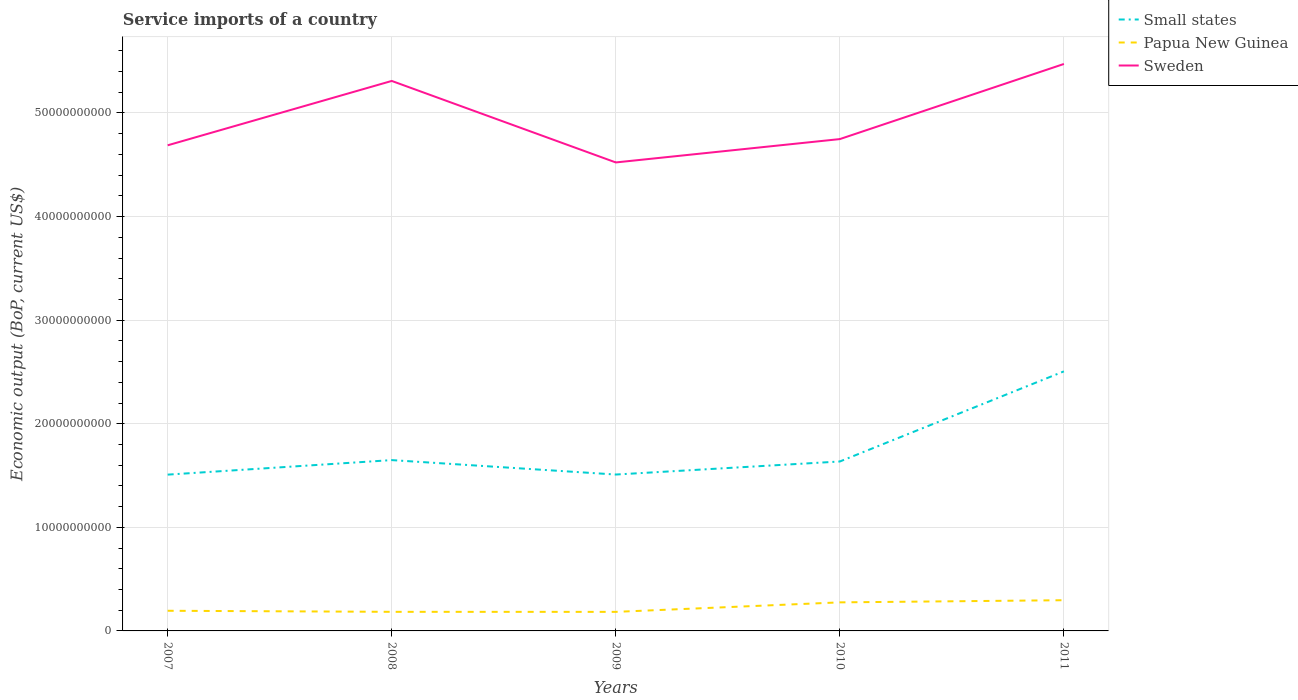 Service imports of a country
Small states
Papua New Guinea
Sweden
Economic output (BoP, current US$)
50000000000
40000000000
30000000000
20000000000
10000000000
0
2007
2008
2009
2010
2011
Years